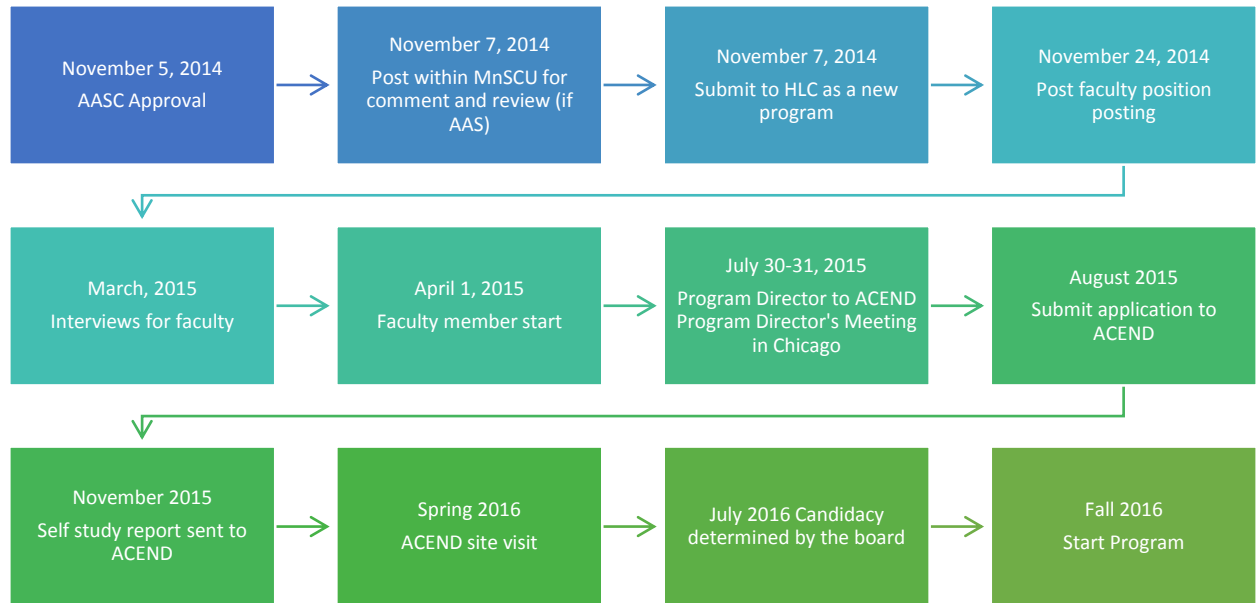 November 5, 2014
AASC Approval
November 7, 2014
Post within MnSCU for
comment and review (if
AAS)
November 7, 2014
Submit to HLC as a new
program
November 24, 2014
Post faculty position
posting
March, 2015
Interviews for faculty
April 1, 2015
Faculty member start
July 30-31, 2015
Program Director to ACEND
Program Director's Meeting
in Chicago
August 2015
Submit application to
ACEND
November 2015
Self study report sent to
ACEND
Spring 2016
ACEND site visit
July 2016 Candidacy
determined by the board
Fall 2016
Start Program